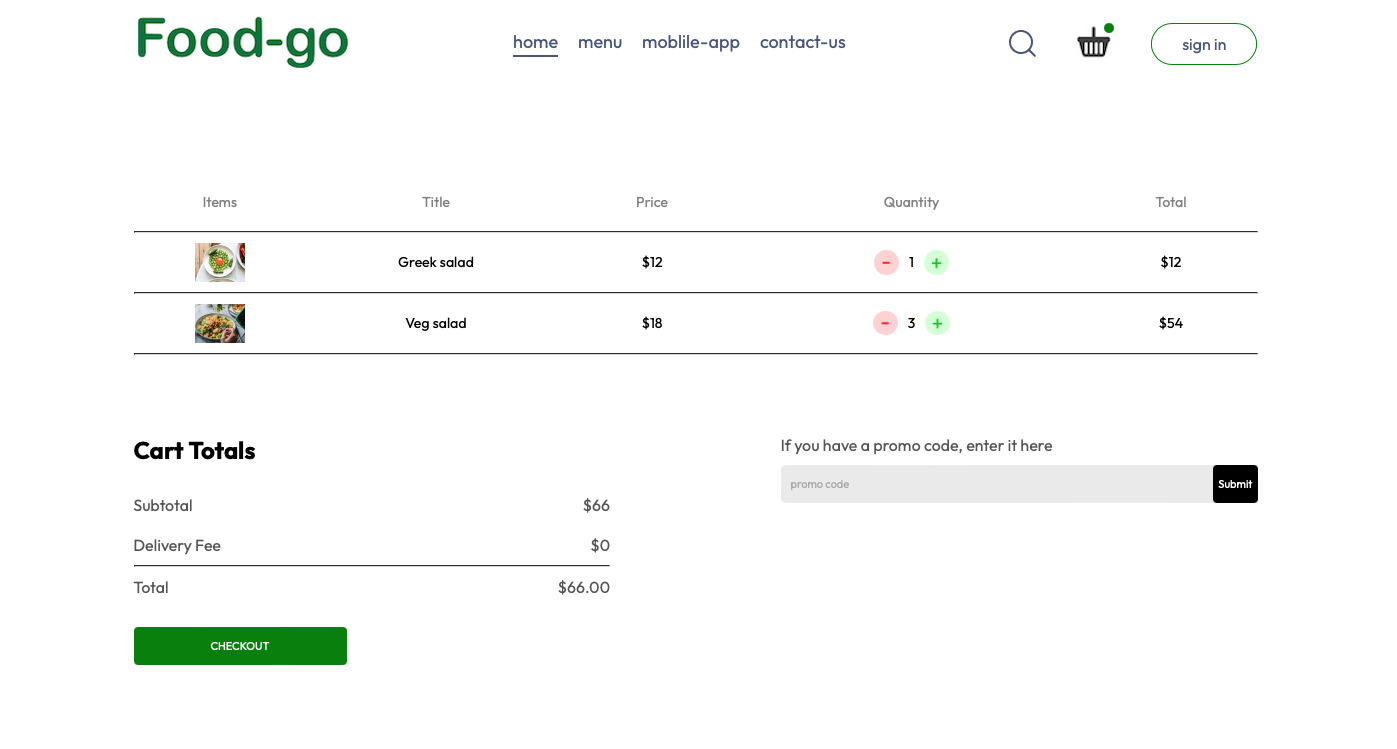 Food-go home menu moblile-app contact-us sign in
Items Title Price Quantity Total
Greek salad $12 - 1 + $12
Veg salad $18 - 3 + $54
Cart Totals
If you have a promo code, enter it here
promo code Submit
Subtotal $66
Delivery Fee $0
Total $66.00
CHECKOUT